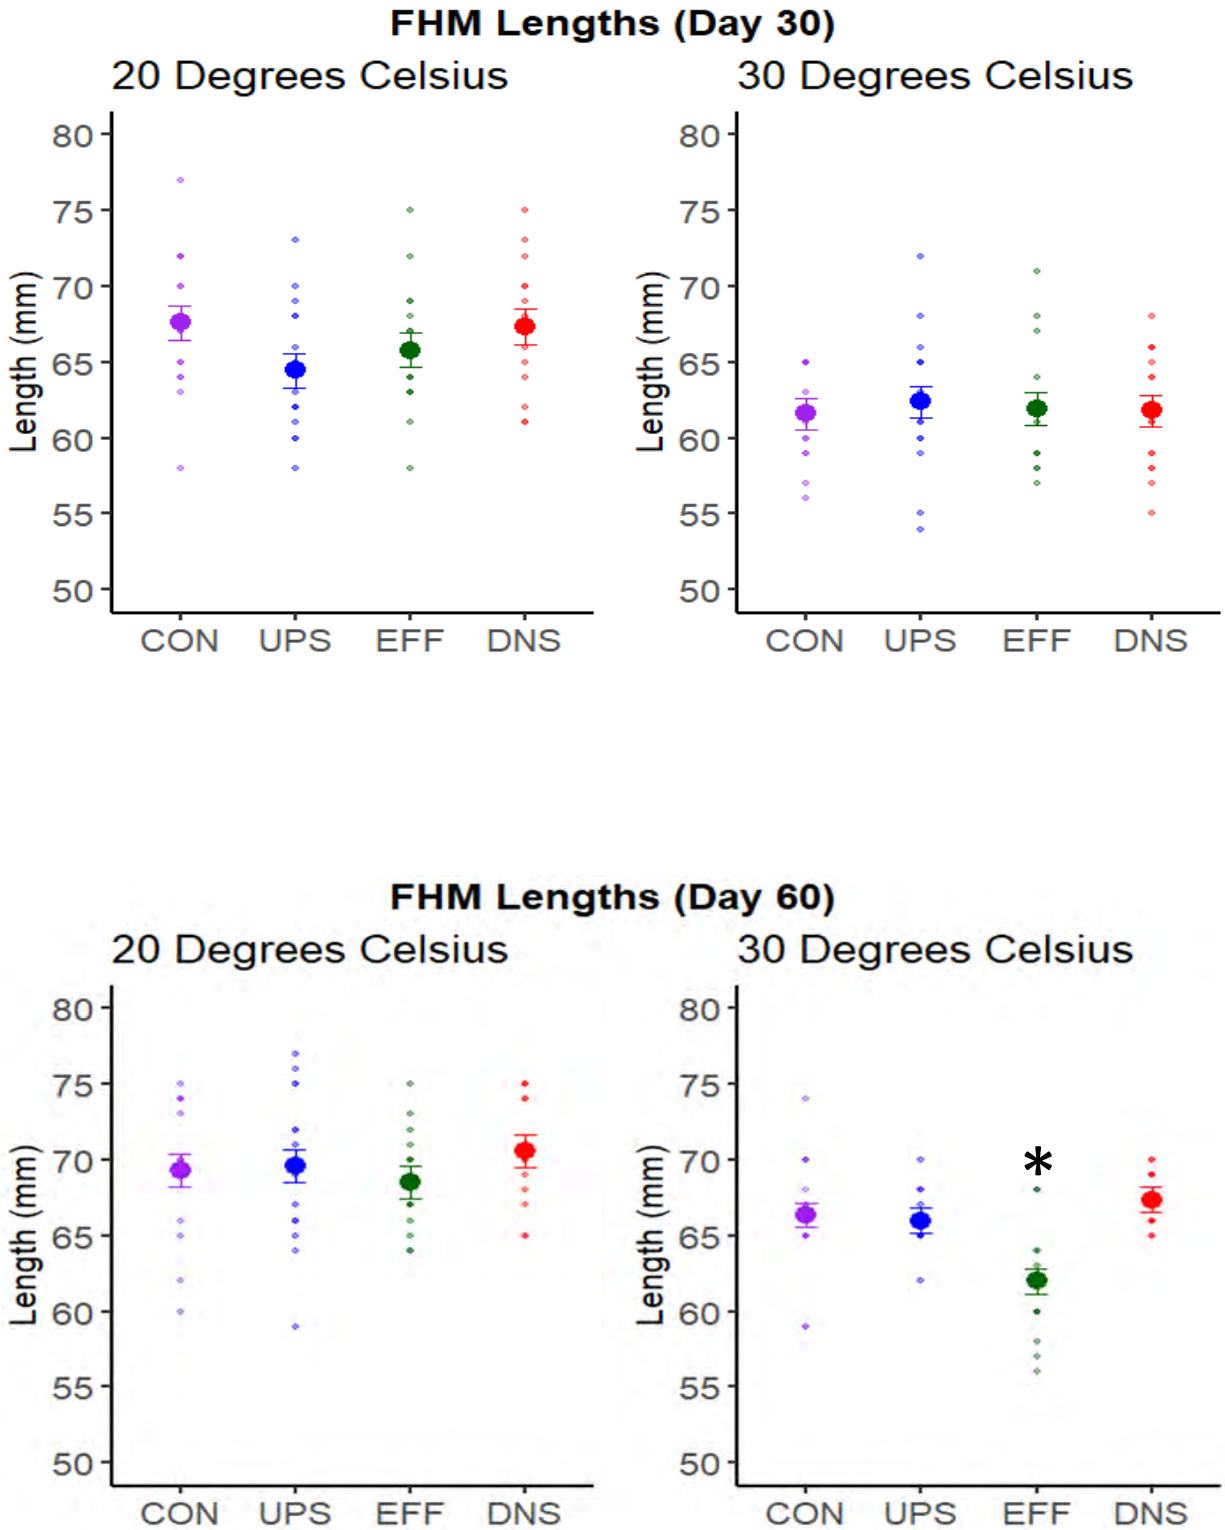 FHM Lengths (Day 30)
20 Degrees Celsius
80
75
70
65
60
55
50
Length (mm)
CON UPS EFF DNS
30 Degrees Celsius
80
75
70
65
60
55
50
Length (mm)
CON UPS EFF DNS
FHM Lengths (Day 60)
20 Degrees Celsius
80
75
70
65
60
55
50
Length (mm)
CON UPS EFF DNS
30 Degrees Celsius
80
75
70
65
60
55
50
Length (mm)
*
CON UPS EFF DNS